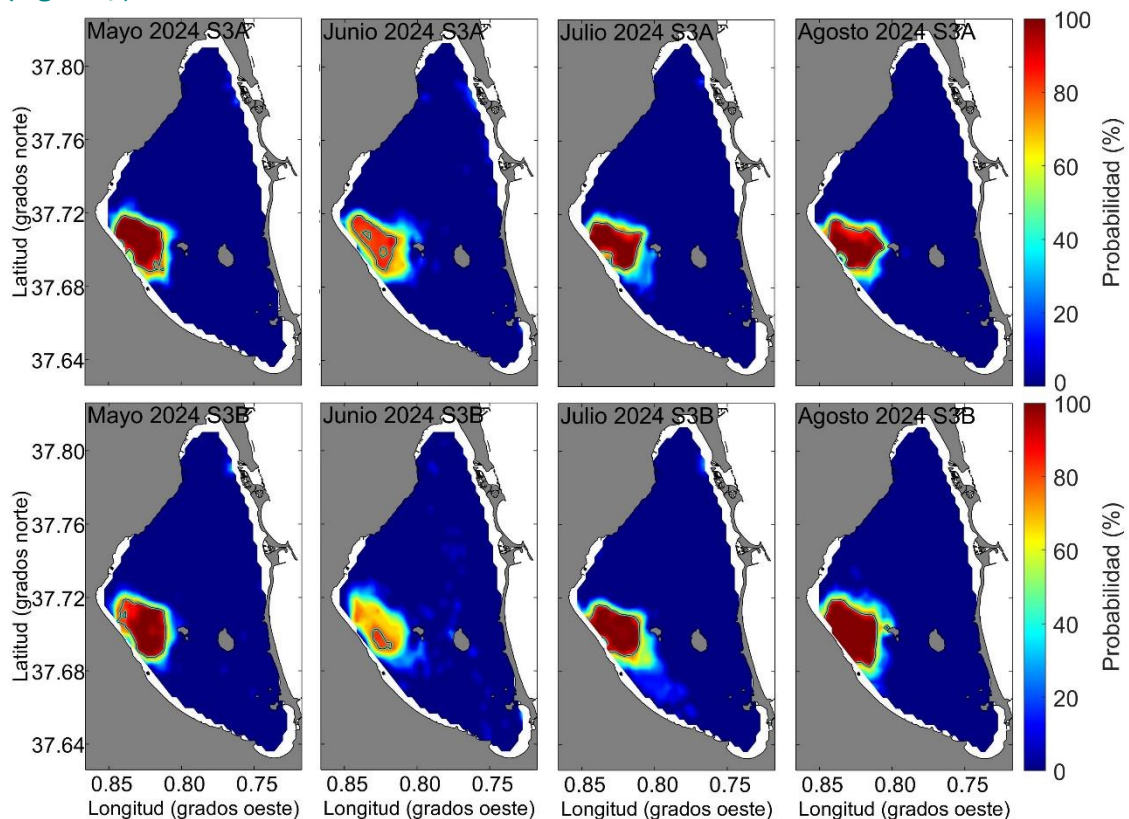 Mayo 2024 S3A
Junio 2024 S3A
Julio 2024 S3A
Agosto 2024 S3A
37.80
37.76
37.72
37.68
37.64
Latitud (grados norte)
100
80
60
40
20
0
Probabilidad (%)
Mayo 2024 S3B
Junio 2024 S3B
Julio 2024 S3B
Agosto 2024 S3B
37.80
37.76
37.72
37.68
37.64
Latitud (grados norte)
100
80
60
40
20
0
Probabilidad (%)
0.85 0.80 0.75
0.85 0.80 0.75
0.85 0.80 0.75
0.85 0.80 0.75
Longitud (grados oeste)
Longitud (grados oeste)
Longitud (grados oeste)
Longitud (grados oeste)